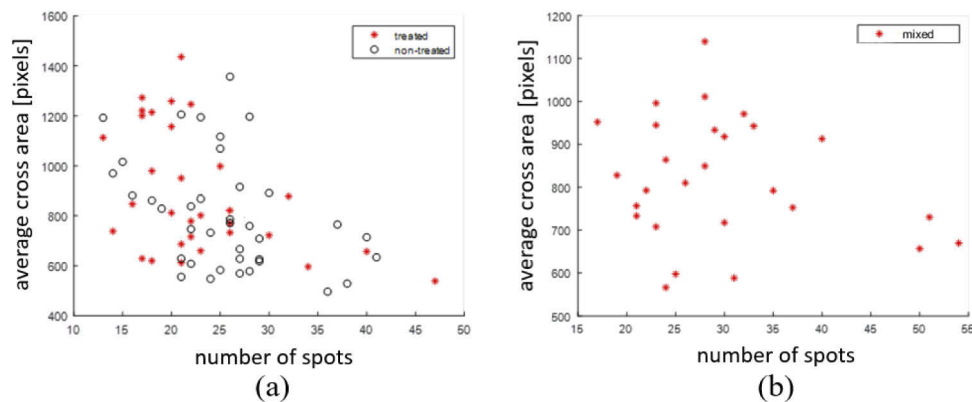 1600
1400
1200
1000
800
600
400
10 15 20 25 30 35 40 45 50
average cross area [pixels]
number of spots
treated
non-treated
(a)
1200
1100
1000
900
800
700
600
500
15 20 25 30 35 40 45 50 55
average cross area [pixels]
number of spots
mixed
(b)